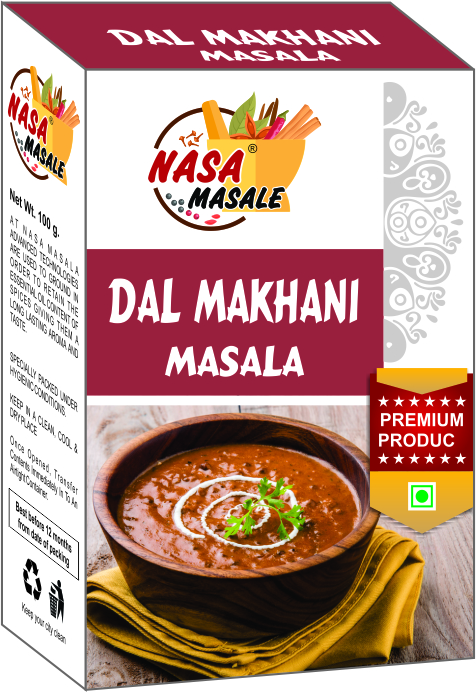 DAL MAKHANI
MASALA
NASA ®
MASALE
DAL MAKHANI
MASALA
PREMIUM
PRODUC
NASA
MASALE
Net Wt. 100 g.
AT NASA MASALA
ADVANCED TECHNOLOGIES
ARE USED TO GROUND IN
ORDER TO RETAIN THE
ESSENTIAL OIL CONTENT OF
SPICES GIVING THEM A
LONG LASTING AROMA AND
TASTE
SPECIALLY PACKED UNDER
HYGIENIC CONDITIONS.
KEEP IN A CLEAN, COOL &
DRY PLACE
Once Opened, Transfer
Contents Immediately In To An
Airtight Container.
Best before 12 months
from date of packing
Keep your city clean